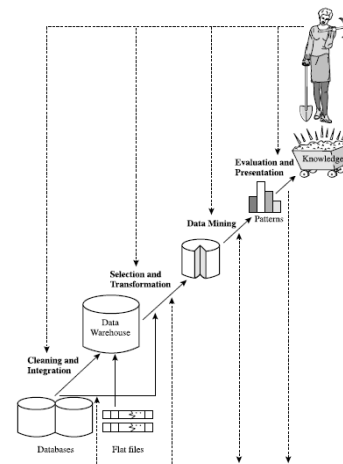 Evaluation and
Presentation
Knowledge
Patterns
Data Mining
Selection and
Transformation
Data
Warehouse
Cleaning and
Integration
Databases
Flat files